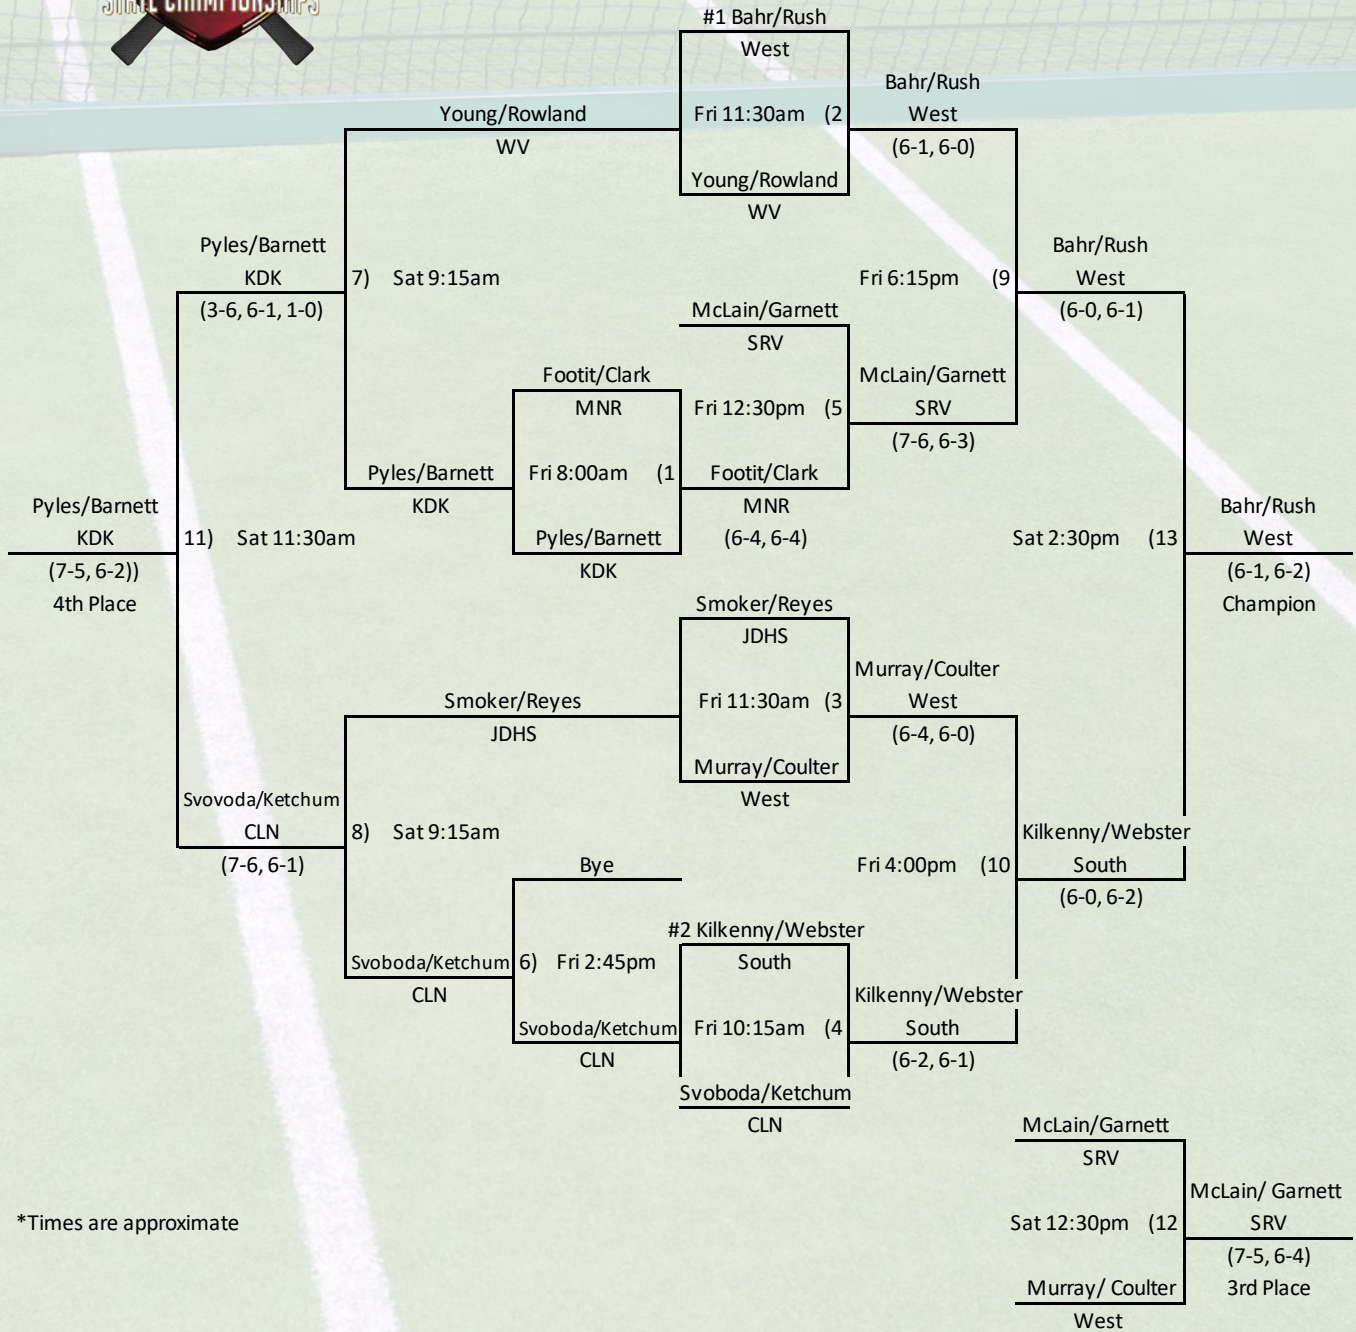 STATE CHAMPIONSHIPS
#1 Bahr/Rush
West
Bahr/Rush
Young/Rowland
Fri 11:30am (2
West
WV
(6-1, 6-0)
Young/Rowland
WV
Pyles/Barnett
Bahr/Rush
KDK
7) Sat 9:15am
Fri 6:15pm (9
West
(3-6, 6-1, 1-0)
McLain/Garnett
(6-0, 6-1)
SRV
Footit/Clark
McLain/Garnett
MNR
Fri 12:30pm (5
SRV
(7-6, 6-3)
Pyles/Barnett
Fri 8:00am (1
Footit/Clark
KDK
MNR
Pyles/Barnett
Bahr/Rush
KDK
11) Sat 11:30am
Pyles/Barnett
(6-4, 6-4)
Sat 2:30pm (13
West
(7-5, 6-2))
KDK
(6-1, 6-2)
4th Place
Smoker/Reyes
Champion
JDHS
Murray/Coulter
Smoker/Reyes
Fri 11:30am (3
West
JDHS
(6-4, 6-0)
Murray/Coulter
Svovoda/Ketchum
West
CLN
8) Sat 9:15am
Kilkenny/Webster
(7-6, 6-1)
Bye
Fri 4:00pm (10
South
(6-0, 6-2)
#2 Kilkenny/Webster
Svoboda/Ketchum
6) Fri 2:45pm
South
CLN
Kilkenny/Webster
Svoboda/Ketchum
Fri 10:15am (4
South
CLN
(6-2, 6-1)
Svoboda/Ketchum
CLN
McLain/Garnett
SRV
McLain/ Garnett
*Times are approximate
Sat 12:30pm (12
SRV
(7-5, 6-4)
Murray/ Coulter
3rd Place
West